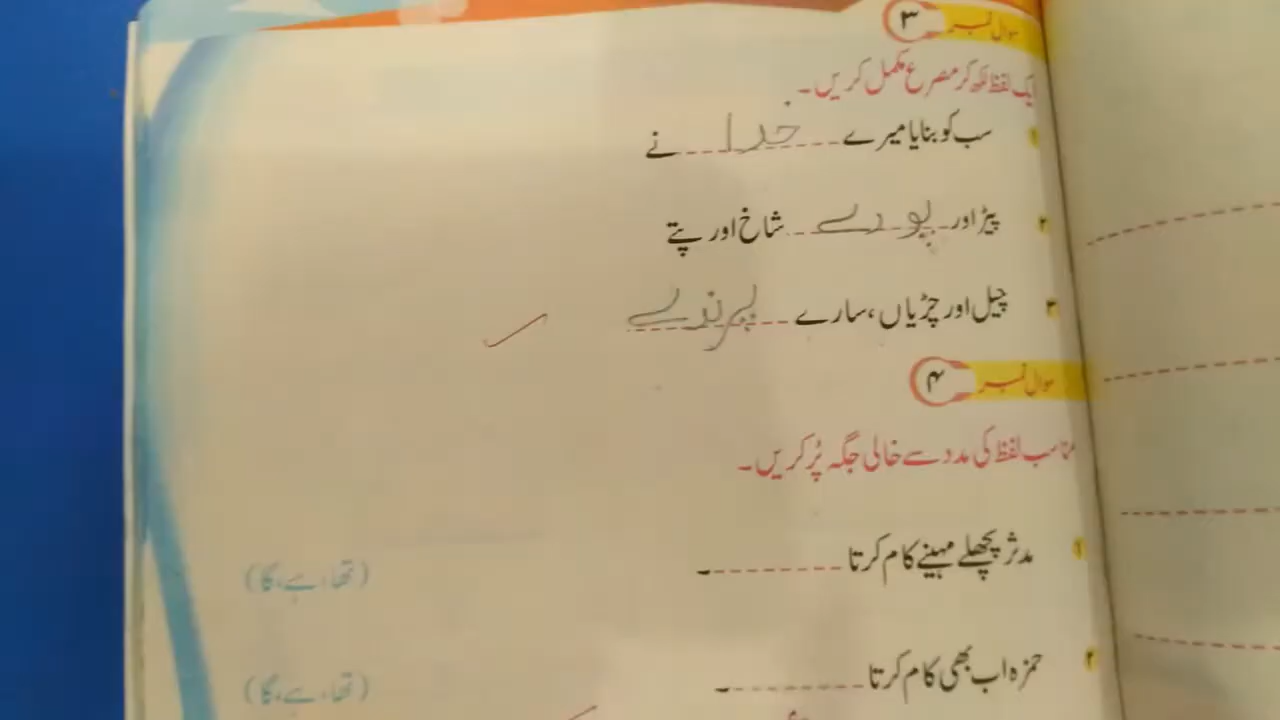 سوال نمبر ۳
ایک لفظ لکھ کر مصرع مکمل کریں۔
۱ سب کو بنایا میرے خدا نے
۲ پیڑ اور پودے شاخ اور پتے
۳ چیل اور چڑیاں، سارے پرندے
سوال نمبر ۴
مناسب لفظ کی مدد سے خالی جگہ پُر کریں۔
۱ مدثر پچھلے مہینے کام کرتا ۔ (تھا، ہے، گا)
۲ حمزہ اب بھی کام کرتا ۔ (تھا، ہے، گا)